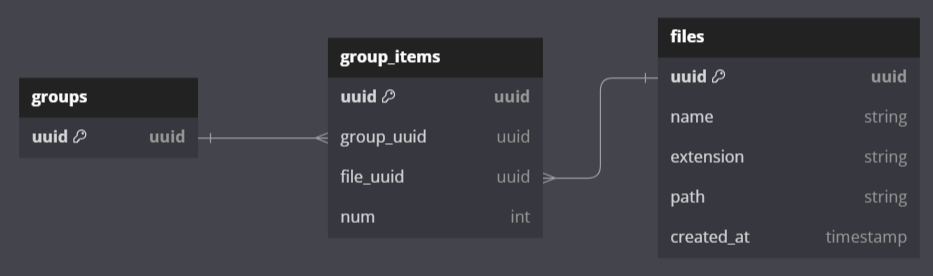 groups
uuid uuid
group_items
uuid uuid
group_uuid uuid
file_uuid uuid
num int
files
uuid uuid
name string
extension string
path string
created_at timestamp